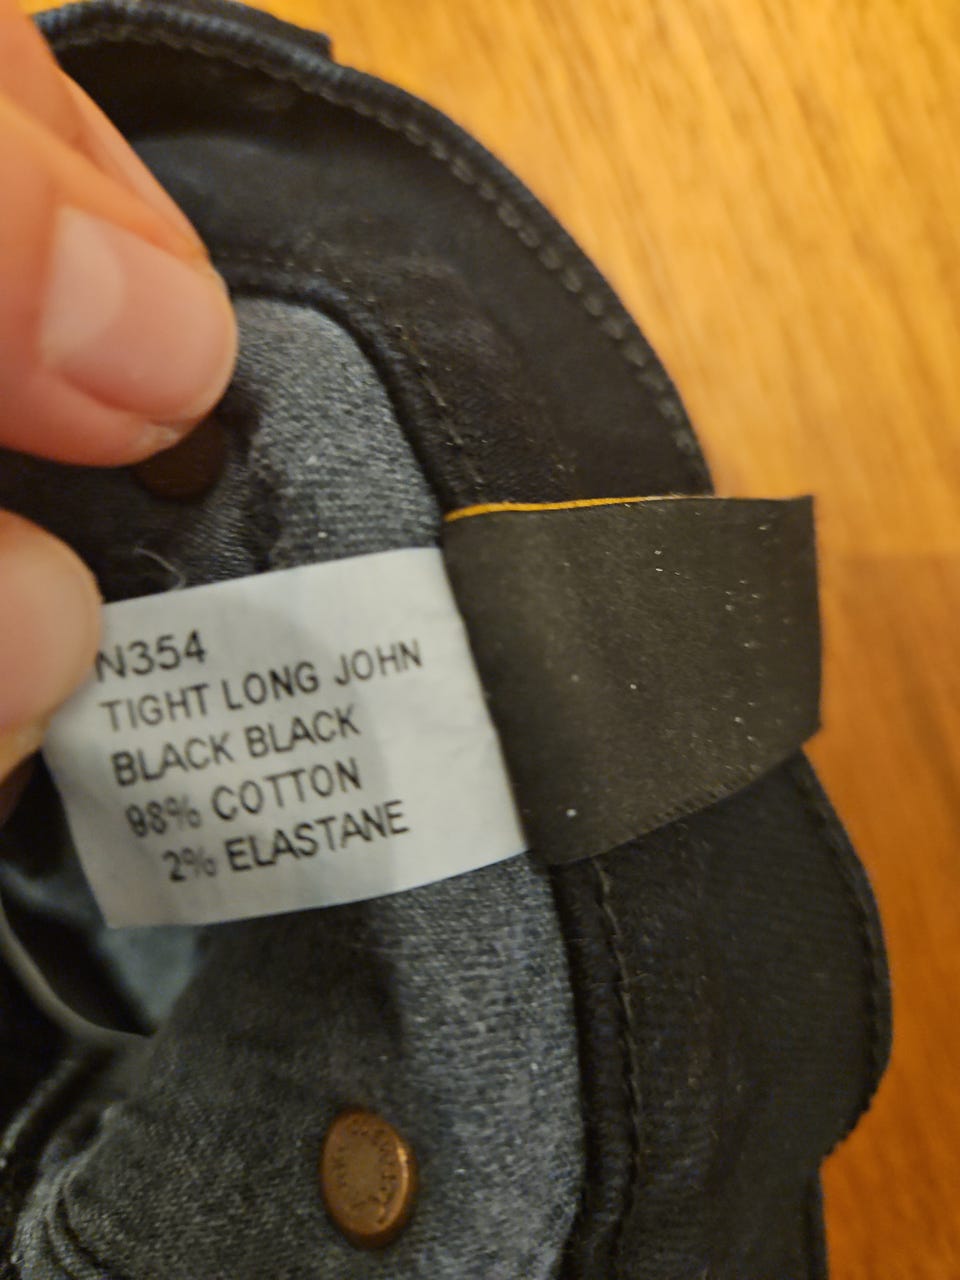 N354
TIGHT LONG JOHN
BLACK BLACK
98% COTTON
2% ELASTANE